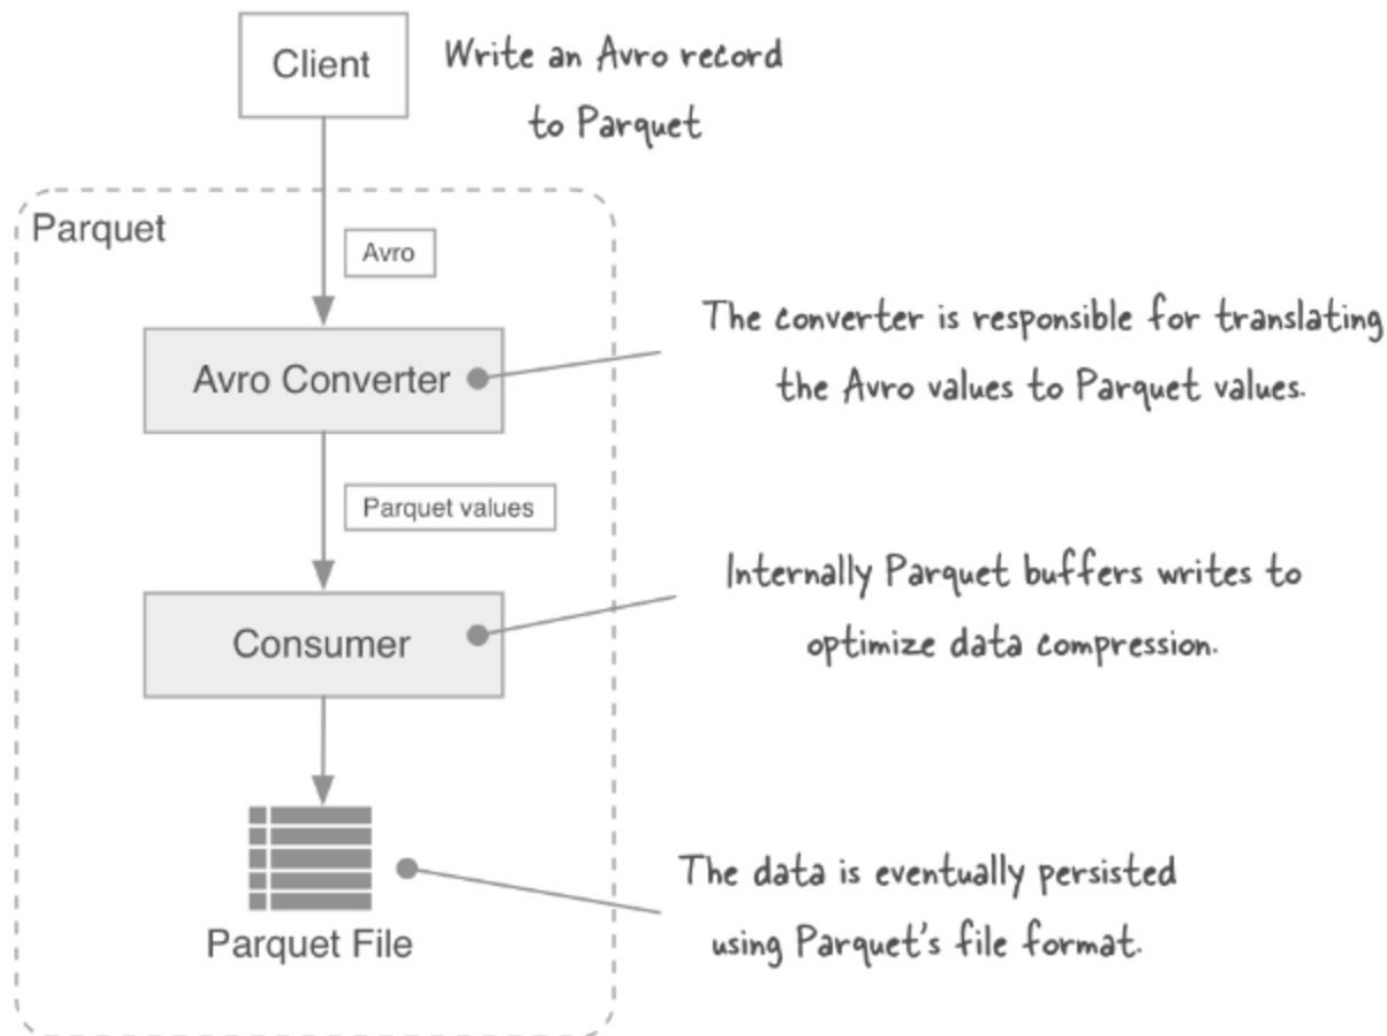 Client
Write an Avro record
to Parquet
Parquet
Avro
Avro Converter
The converter is responsible for translating
the Avro values to Parquet values.
Parquet values
Consumer
Internally Parquet buffers writes to
optimize data compression.
Parquet File
The data is eventually persisted
using Parquet's file format.